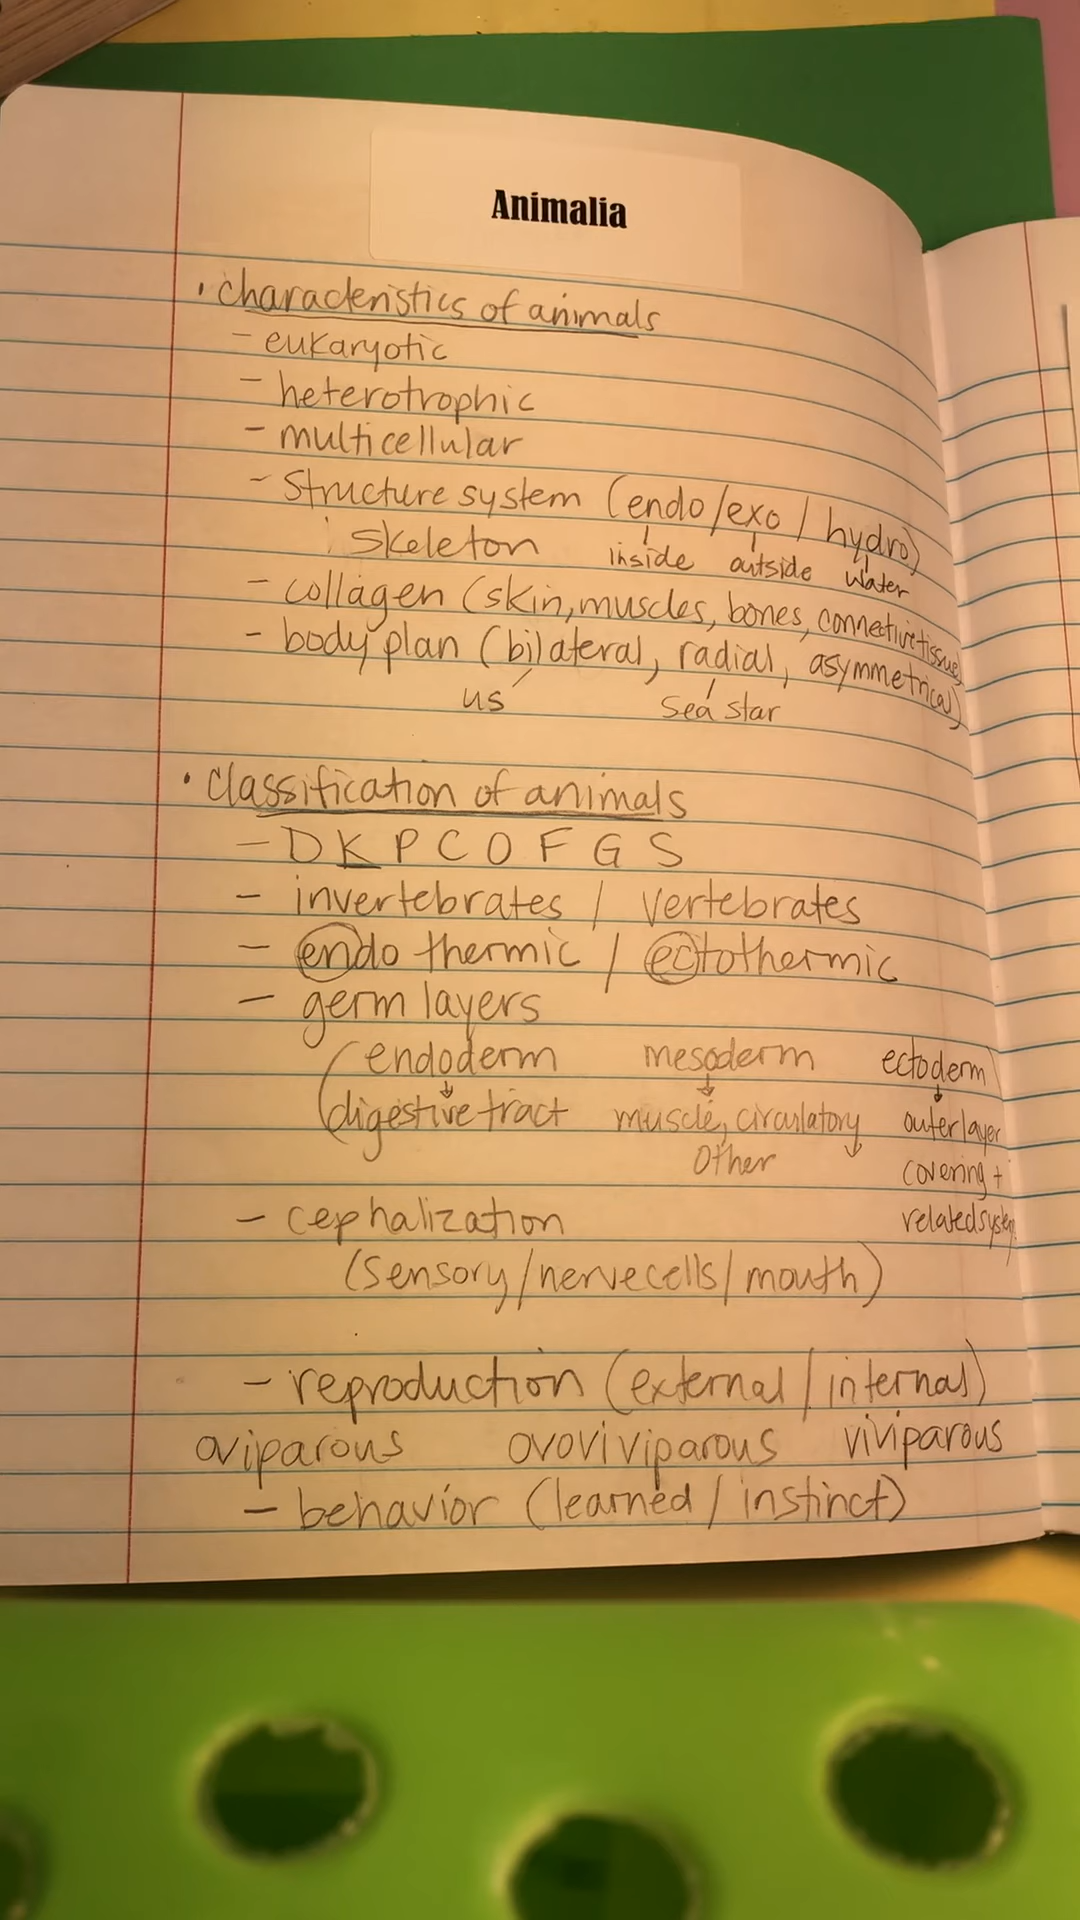 Animalia
• characteristics of animals
- eukaryotic
- heterotrophic
- multicellular
- Structure system (endo/exo/hydro)
skeleton inside outside water
- collagen (skin, muscles, bones, connective tissue)
- body plan (bilateral, radial, asymmetrical)
us sea star
• classification of animals
- D K P C O F G S
- invertebrates / vertebrates
- endothermic / ectothermic
- germ layers
(endoderm mesoderm ectoderm
digestive tract muscle, circulatory outer layer
other covering +
- cephalization related system
(sensory/nerve cells/mouth)
- reproduction (external/internal)
oviparous ovoviviparous viviparous
- behavior (learned/instinct)